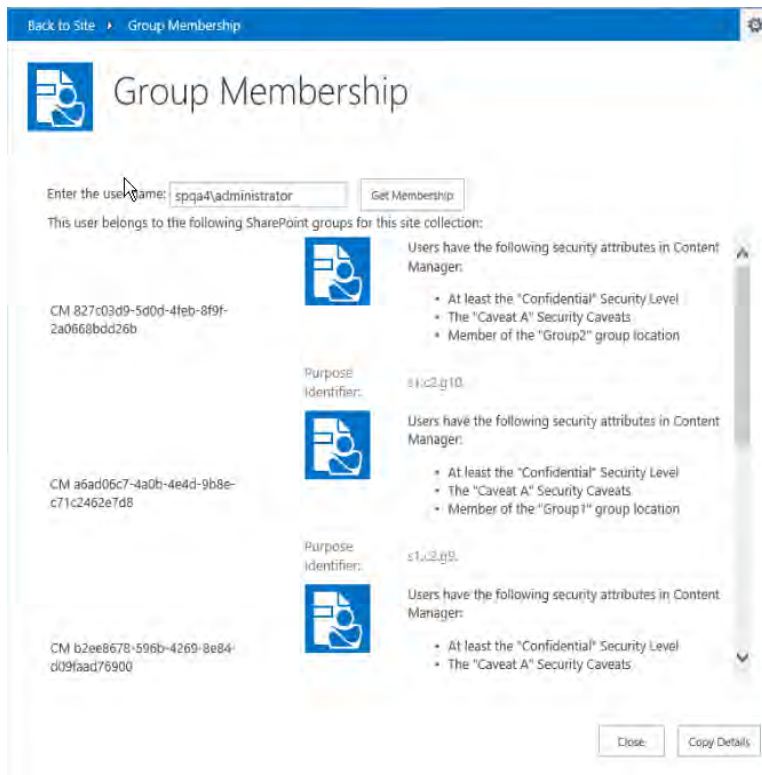 Back to Site ▸ Group Membership
Group Membership
Enter the user name: spqa4\administrator Get Membership
This user belongs to the following SharePoint groups for this site collection:
Users have the following security attributes in Content
Manager:
• At least the "Confidential" Security Level
• The "Caveat A" Security Caveats
• Member of the "Group2" group location
CM 827c03d9-5d0d-4feb-8f9f-
2a0668bdd26b
Purpose
Identifier:
s1.c2.g10.
Users have the following security attributes in Content
Manager:
• At least the "Confidential" Security Level
• The "Caveat A" Security Caveats
• Member of the "Group1" group location
CM a6ad06c7-4a0b-4e4d-9b8e-
c71c2462e7d8
Purpose
Identifier:
s1.c2.g9.
Users have the following security attributes in Content
Manager:
• At least the "Confidential" Security Level
• The "Caveat A" Security Caveats
CM b2ee8678-596b-4269-8e84-
d09faad76900
Close Copy Details